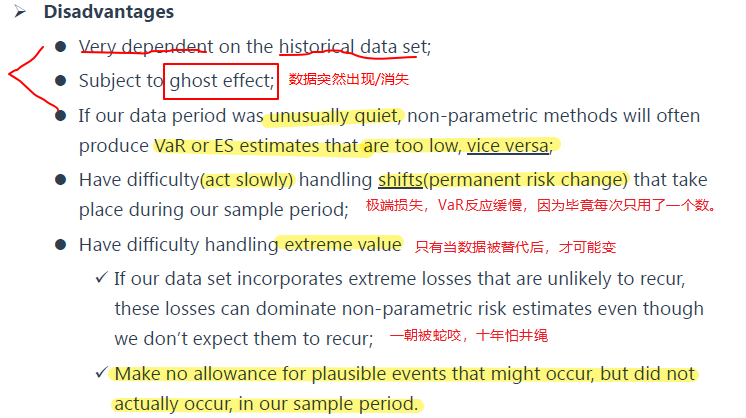 ➢ Disadvantages
● Very dependent on the historical data set;
● Subject to ghost effect; 数据突然出现/消失
● If our data period was unusually quiet, non-parametric methods will often
produce VaR or ES estimates that are too low, vice versa;
● Have difficulty(act slowly) handling shifts(permanent risk change) that take
place during our sample period; 极端损失，VaR反应缓慢，因为毕竟每次只用了一个数。
● Have difficulty handling extreme value 只有当数据被替代后，才可能变
✓ If our data set incorporates extreme losses that are unlikely to recur,
these losses can dominate non-parametric risk estimates even though
we don't expect them to recur; 一朝被蛇咬，十年怕井绳
✓ Make no allowance for plausible events that might occur, but did not
actually occur, in our sample period.